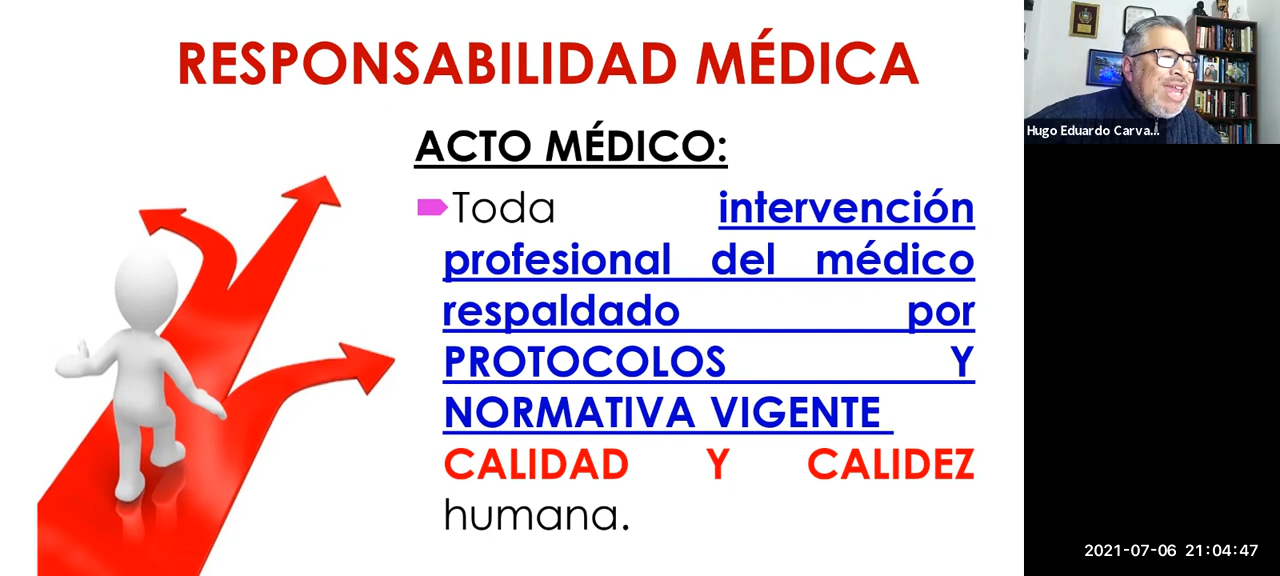 RESPONSABILIDAD MÉDICA
ACTO MÉDICO:
Toda intervención
profesional del médico
respaldado por
PROTOCOLOS Y
NORMATIVA VIGENTE
CALIDAD Y CALIDEZ
humana.
Hugo Eduardo Carva...
2021-07-06 21:04:47